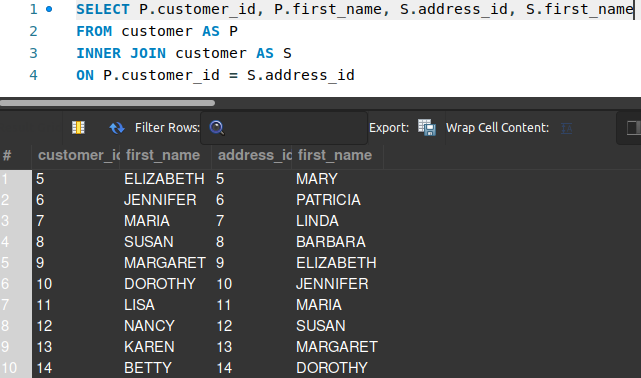 1 SELECT P.customer_id, P.first_name, S.address_id, S.first_name
2 FROM customer AS P
3 INNER JOIN customer AS S
4 ON P.customer_id = S.address_id
Filter Rows: Export: Wrap Cell Content:
# customer_id first_name address_id first_name
1 5 ELIZABETH 5 MARY
2 6 JENNIFER 6 PATRICIA
3 7 MARIA 7 LINDA
4 8 SUSAN 8 BARBARA
5 9 MARGARET 9 ELIZABETH
6 10 DOROTHY 10 JENNIFER
7 11 LISA 11 MARIA
8 12 NANCY 12 SUSAN
9 13 KAREN 13 MARGARET
10 14 BETTY 14 DOROTHY